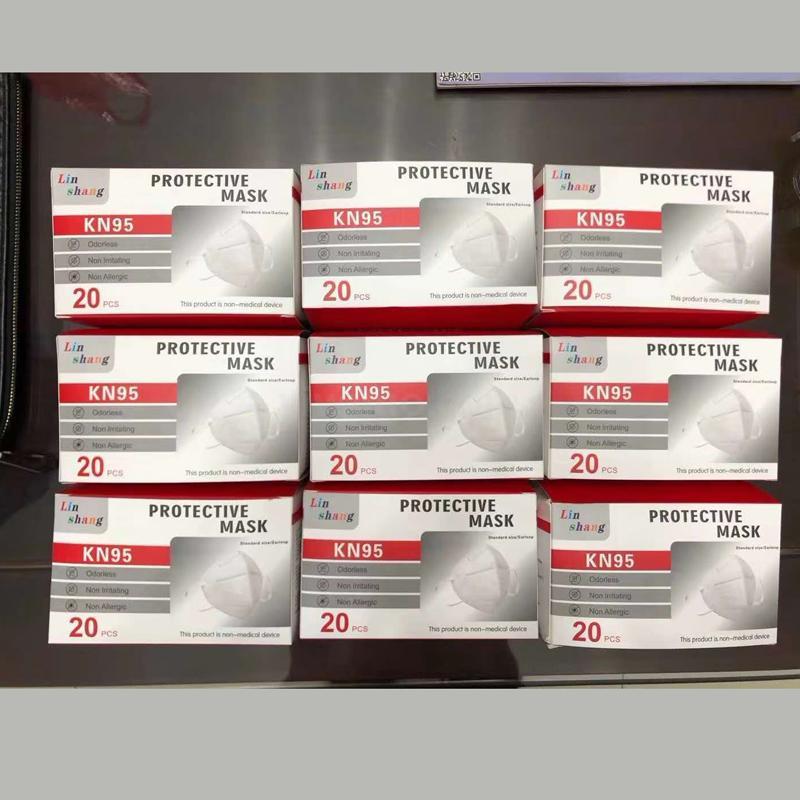 Lin
shang
PROTECTIVE
MASK
Standard size/Earloop
KN95
Odorless
Non Irritating
Non Allergic
20 PCS
This product is non-medical device
Lin
shang
PROTECTIVE
MASK
Standard size/Earloop
KN95
Odorless
Non Irritating
Non Allergic
20 PCS
This product is non-medical device
Lin
shang
PROTECTIVE
MASK
Standard size/Earloop
KN95
Odorless
Non Irritating
Non Allergic
20 PCS
This product is non-medical device
Lin
shang
PROTECTIVE
MASK
Standard size/Earloop
KN95
Odorless
Non Irritating
Non Allergic
20 PCS
This product is non-medical device
Lin
shang
PROTECTIVE
MASK
Standard size/Earloop
KN95
Odorless
Non Irritating
Non Allergic
20 PCS
This product is non-medical device
Lin
shang
PROTECTIVE
MASK
Standard size/Earloop
KN95
Odorless
Non Irritating
Non Allergic
20 PCS
This product is non-medical device
Lin
shang
PROTECTIVE
MASK
Standard size/Earloop
KN95
Odorless
Non Irritating
Non Allergic
20 PCS
This product is non-medical device
Lin
shang
PROTECTIVE
MASK
Standard size/Earloop
KN95
Odorless
Non Irritating
Non Allergic
20 PCS
This product is non-medical device
Lin
shang
PROTECTIVE
MASK
Standard size/Earloop
KN95
Odorless
Non Irritating
Non Allergic
20 PCS
This product is non-medical device